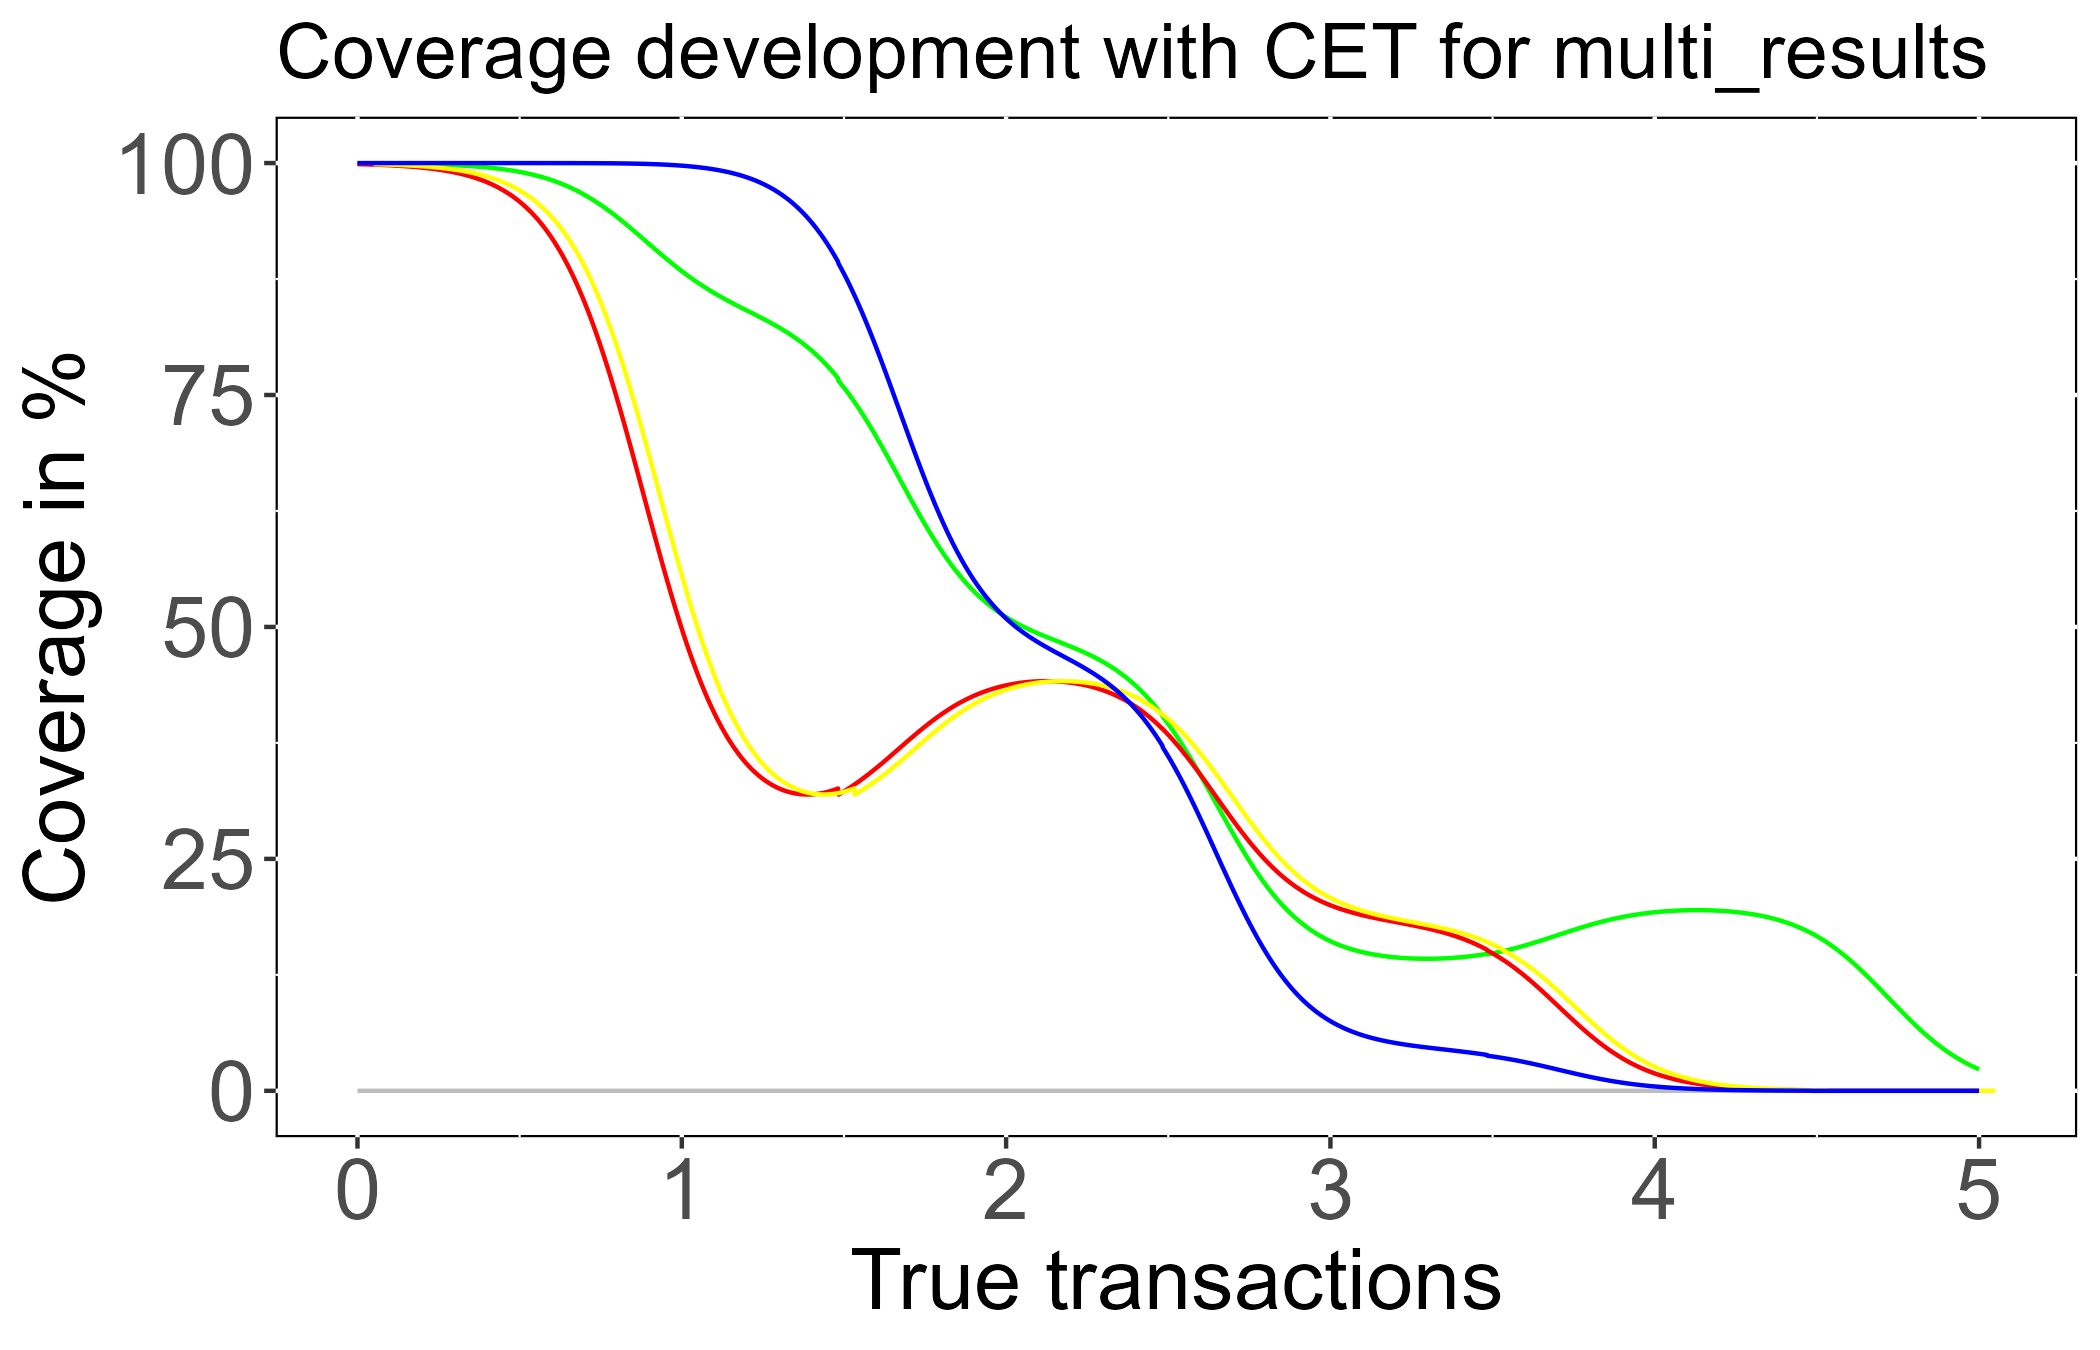 Coverage development with CET for multi_results
Coverage in %
100
75
50
25
0
0 1 2 3 4 5
True transactions